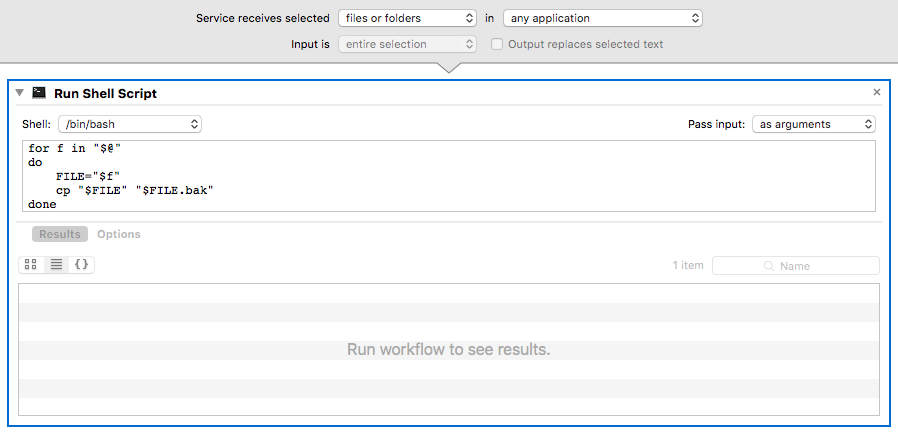 Service receives selected files or folders in any application
Input is entire selection Output replaces selected text
Run Shell Script
Shell: /bin/bash Pass input: as arguments
for f in "$@"
do
    FILE="$f"
    cp "$FILE" "$FILE.bak"
done
Results Options
{} 1 item Name
Run workflow to see results.